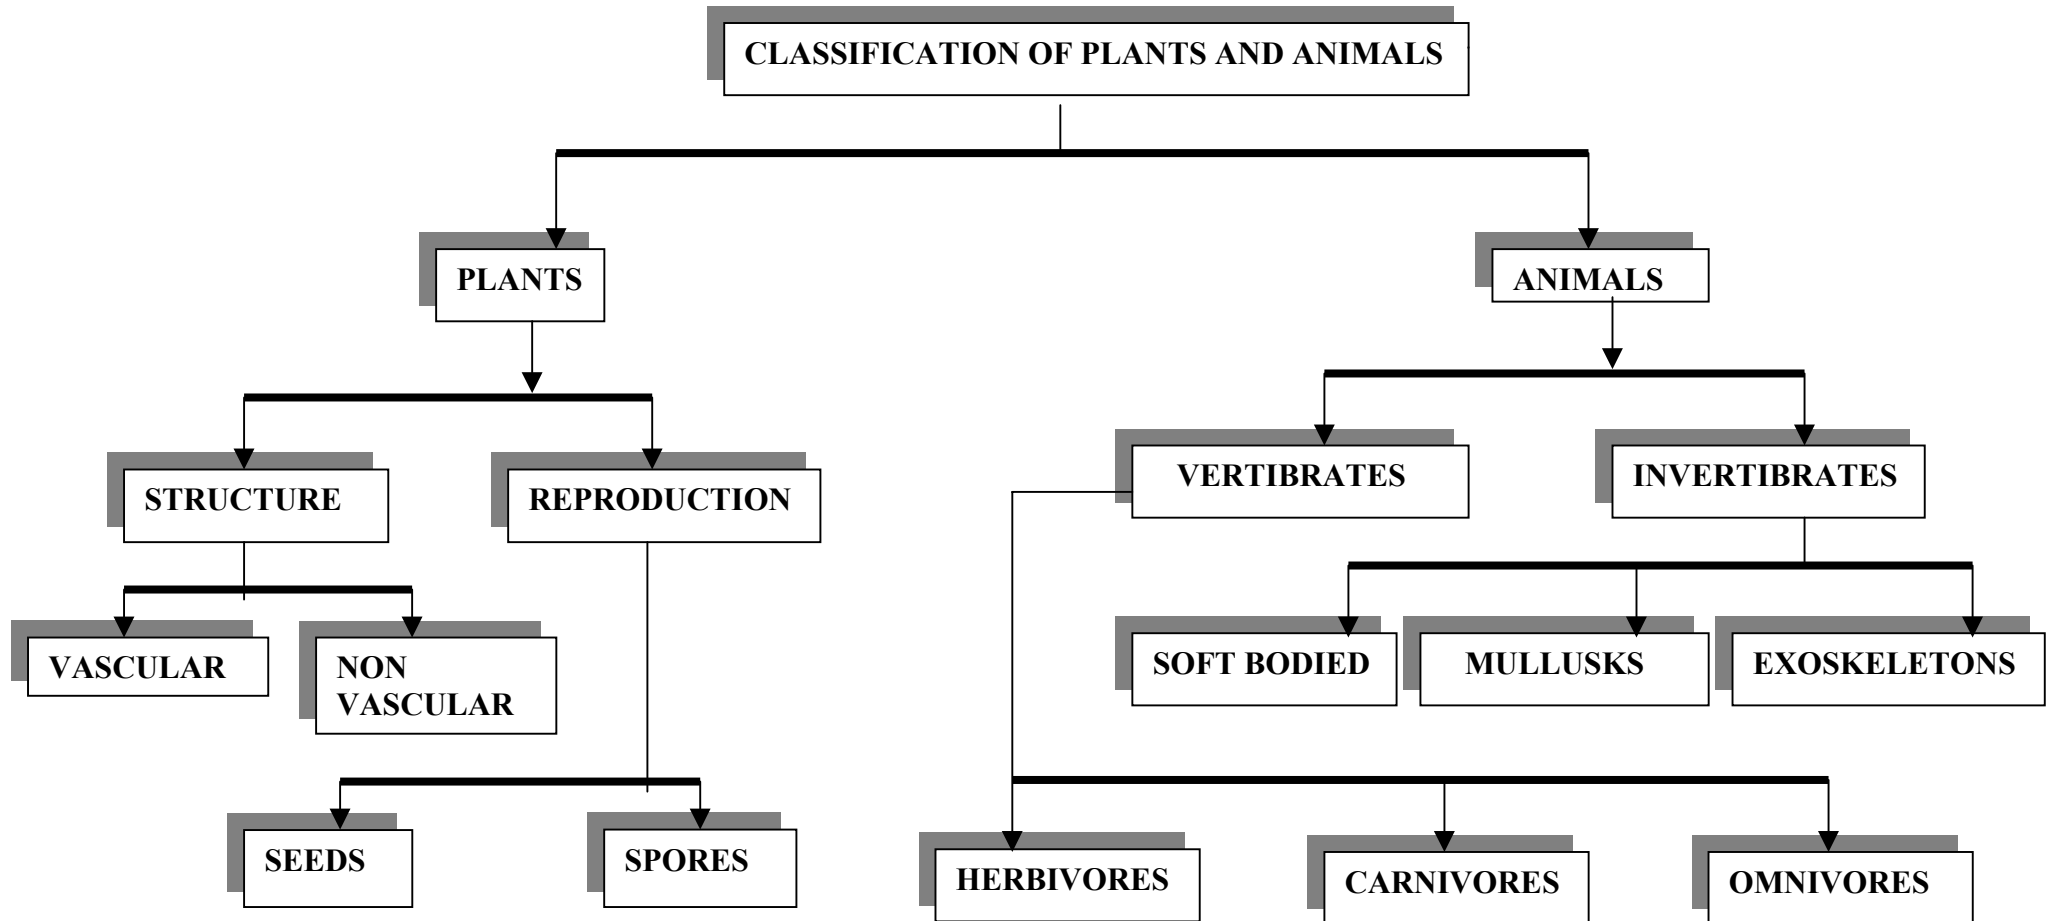 CLASSIFICATION OF PLANTS AND ANIMALS
PLANTS
ANIMALS
STRUCTURE
REPRODUCTION
VERTIBRATES
INVERTIBRATES
VASCULAR
NON
VASCULAR
SOFT BODIED
MULLUSKS
EXOSKELETONS
SEEDS
SPORES
HERBIVORES
CARNIVORES
OMNIVORES